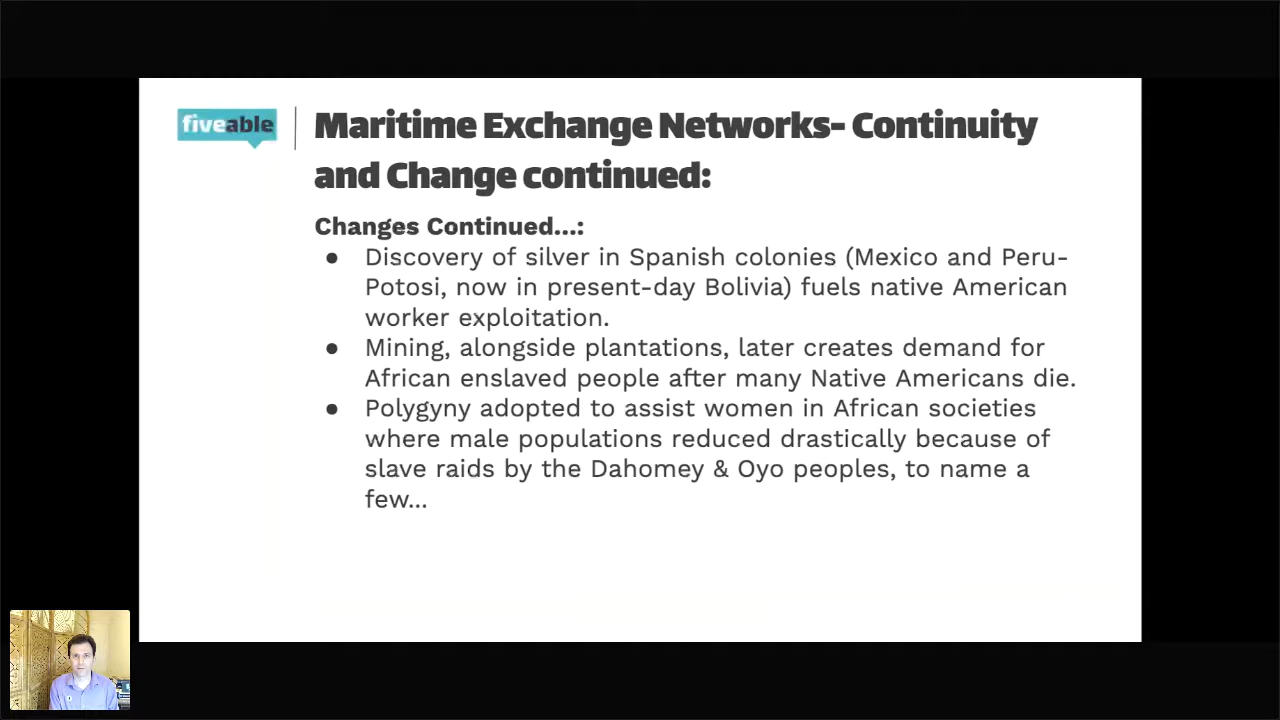 fiveable
Maritime Exchange Networks- Continuity
and Change continued:
Changes Continued...:
● Discovery of silver in Spanish colonies (Mexico and Peru-
Potosi, now in present-day Bolivia) fuels native American
worker exploitation.
● Mining, alongside plantations, later creates demand for
African enslaved people after many Native Americans die.
● Polygyny adopted to assist women in African societies
where male populations reduced drastically because of
slave raids by the Dahomey & Oyo peoples, to name a
few...